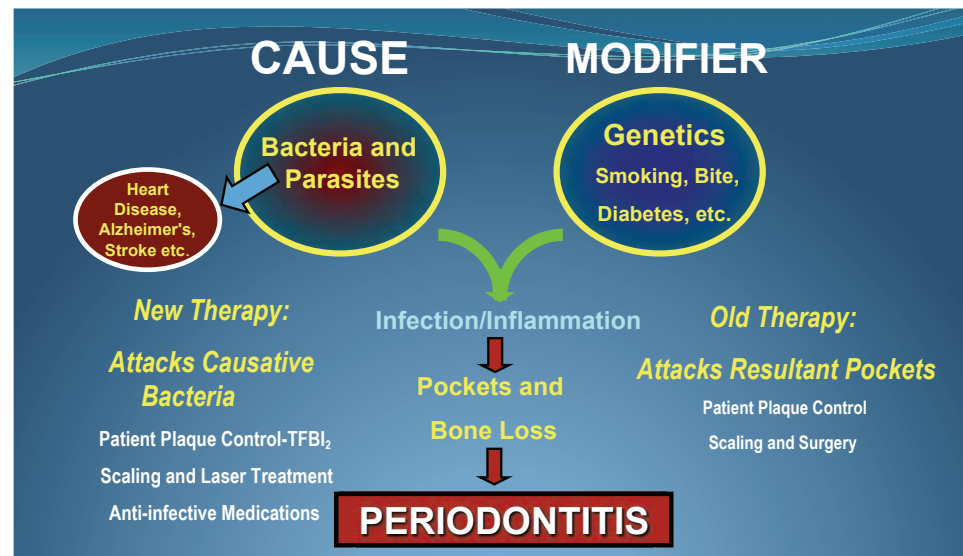 CAUSE
MODIFIER
Bacteria and
Parasites
Genetics
Smoking, Bite,
Diabetes, etc.
Heart
Disease,
Alzheimer's,
Stroke etc.
New Therapy:
Attacks Causative
Bacteria
Patient Plaque Control-TFBI₂
Scaling and Laser Treatment
Anti-infective Medications
Infection/Inflammation
Pockets and
Bone Loss
PERIODONTITIS
Old Therapy:
Attacks Resultant Pockets
Patient Plaque Control
Scaling and Surgery